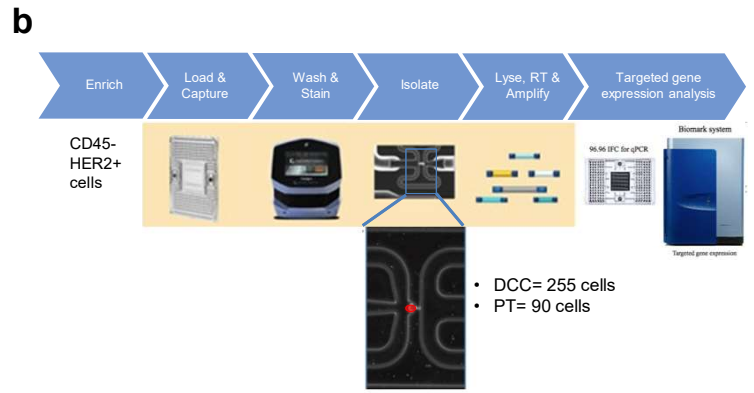 b
Enrich
Load &
Capture
Wash &
Stain
Isolate
Lyse, RT &
Amplify
Targeted gene
expression analysis
CD45-
HER2+
cells
96.96 IFC for qPCR
Biomark system
Targeted gene expression
• DCC= 255 cells
• PT= 90 cells